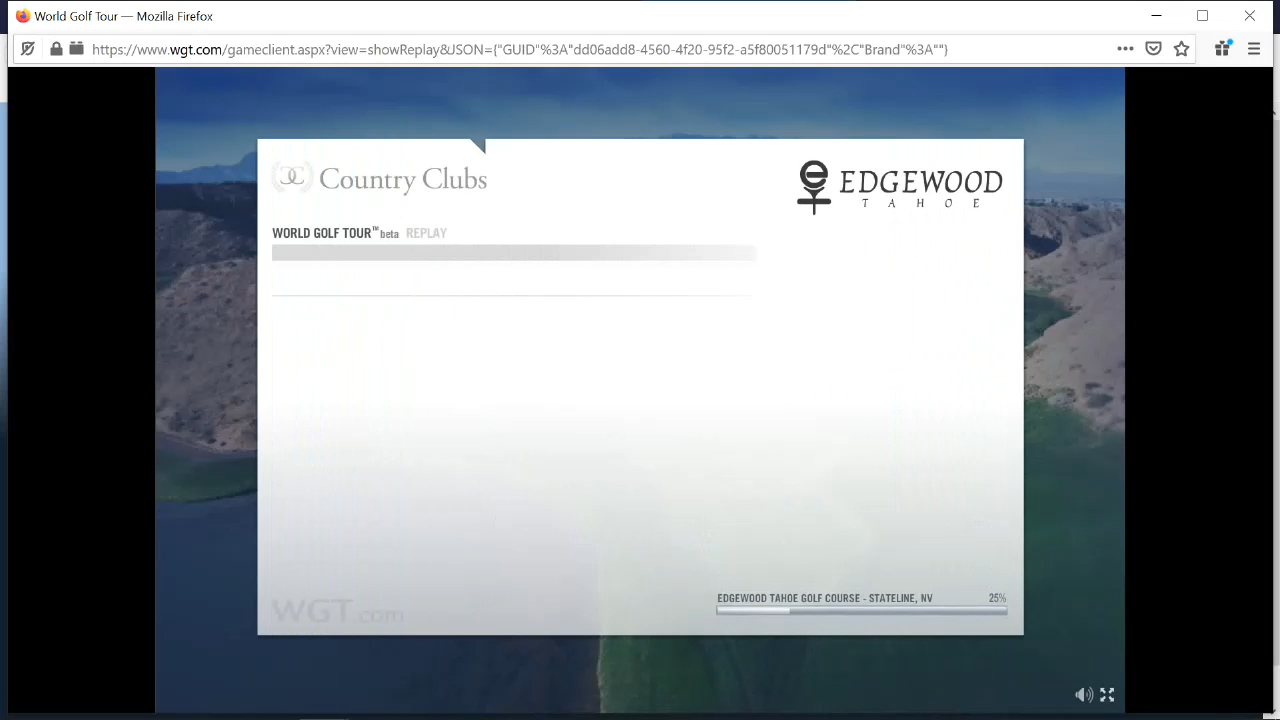 World Golf Tour — Mozilla Firefox
https://www.wgt.com/gameclient.aspx?view=showReplay&JSON={"GUID"%3A"dd06add8-4560-4f20-95f2-a5f80051179d"%2C"Brand"%3A""}
CC Country Clubs
EDGEWOOD
TAHOE
WORLD GOLF TOUR™ beta REPLAY
EDGEWOOD TAHOE GOLF COURSE - STATELINE, NV 25%
WGT.com